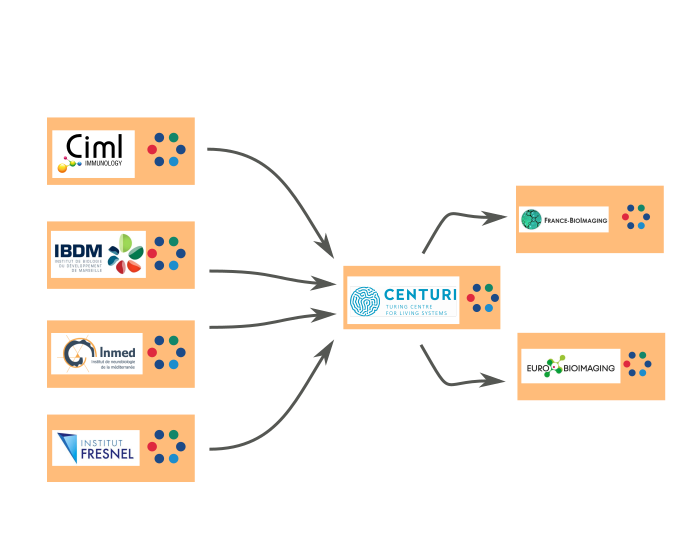 Ciml
IMMUNOLOGY
IBDM
INSTITUT DE BIOLOGIE
DU DÉVELOPPEMENT
DE MARSEILLE
Inmed
Institut de neurobiologie
de la méditerranée
INSTITUT
FRESNEL
CENTURI
TURING CENTRE
FOR LIVING SYSTEMS
FRANCE-BIOIMAGING
EURO BIOIMAGING